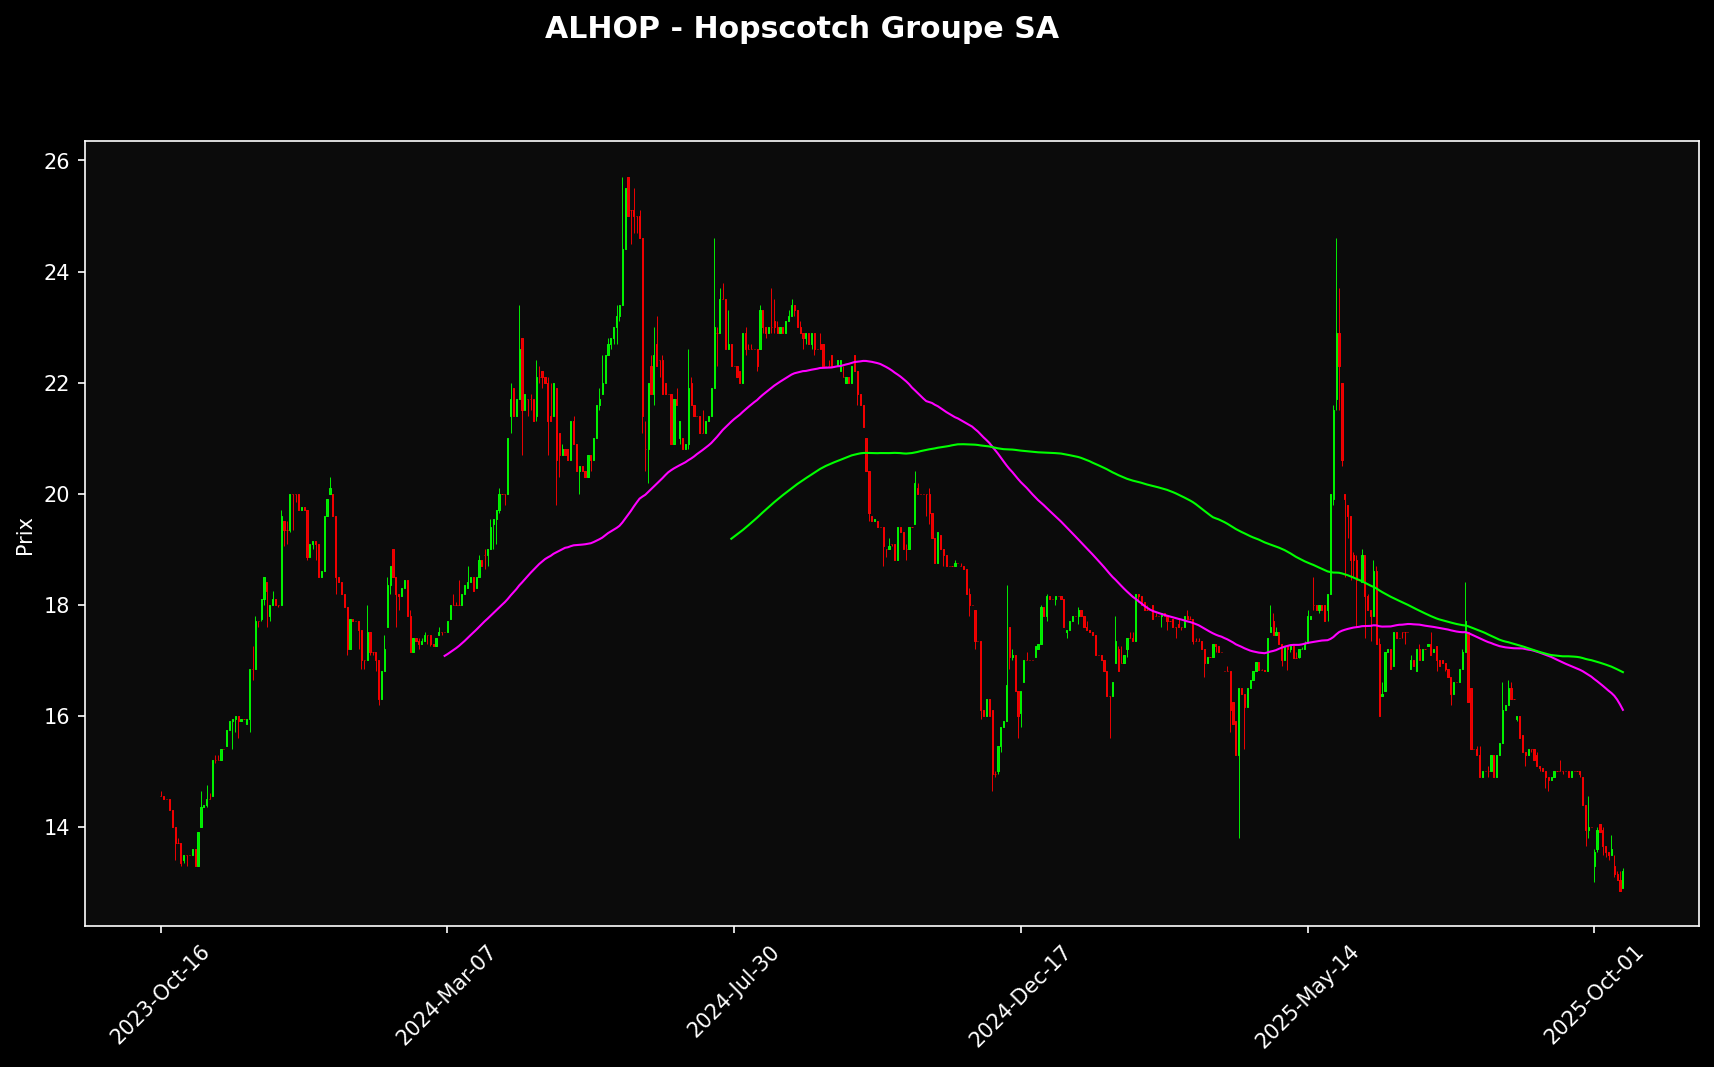 ALHOP - Hopscotch Groupe SA
Prix
26
24
22
20
18
16
14
2023-Oct-16
2024-Mar-07
2024-Jul-30
2024-Dec-17
2025-May-14
2025-Oct-01